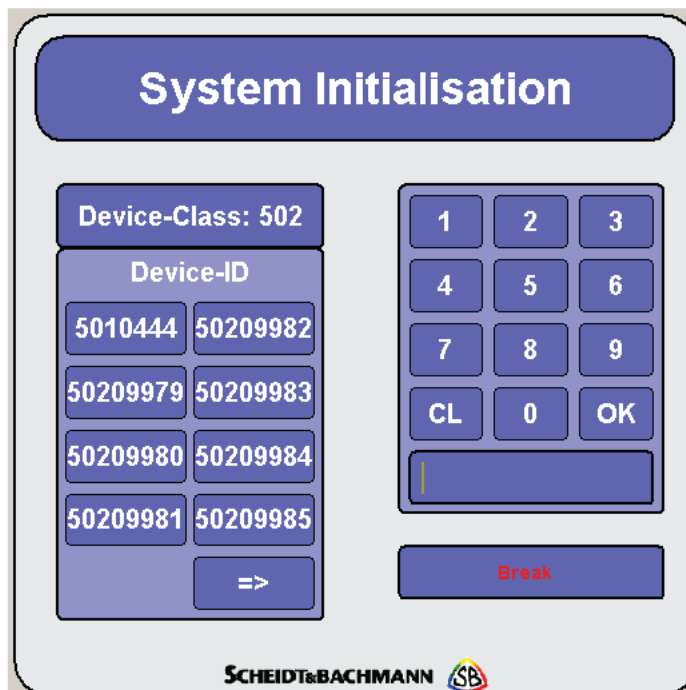 System Initialisation
Device-Class: 502
Device-ID
5010444 50209982
50209979 50209983
50209980 50209984
50209981 50209985
=>
1 2 3
4 5 6
7 8 9
CL 0 OK
Break
SCHEIDT&BACHMANN SB